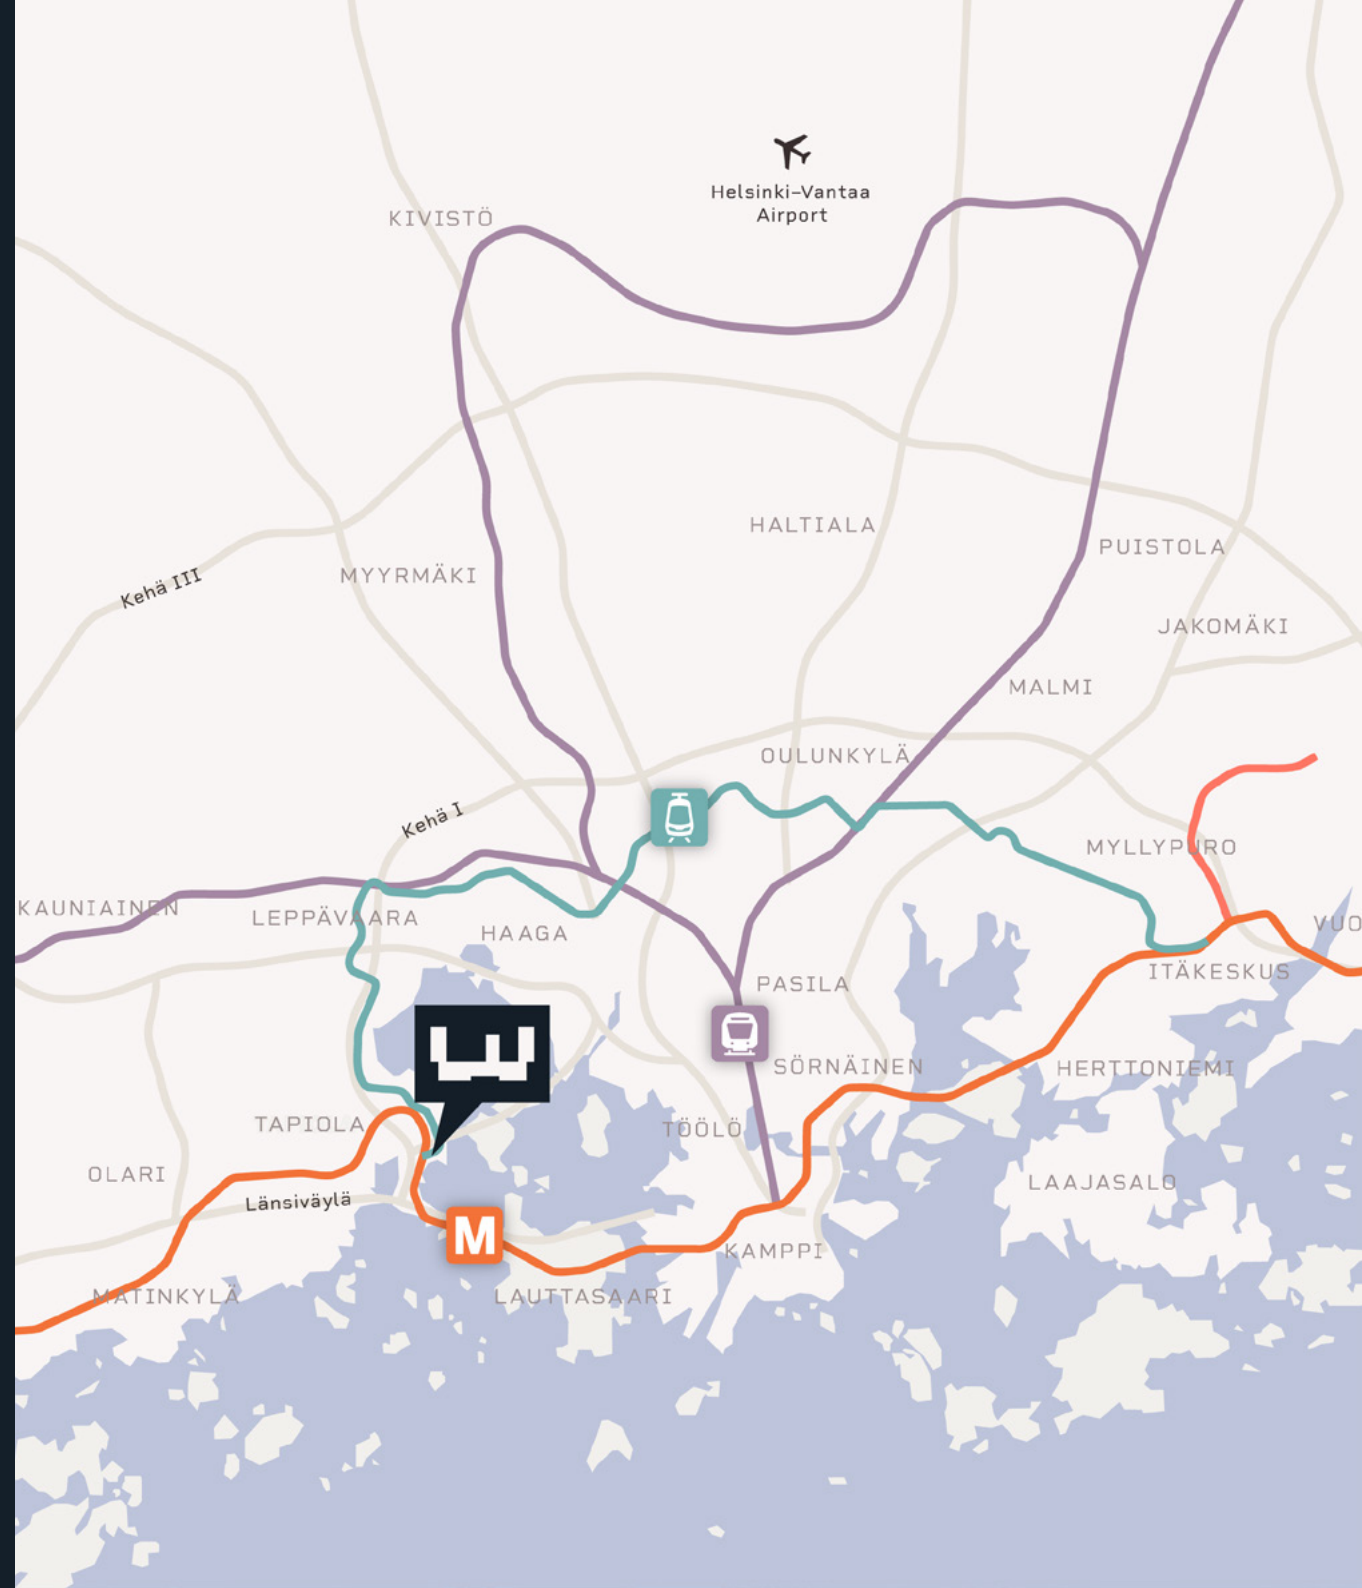 Helsinki–Vantaa
Airport
KIVISTÖ
HALTIALA
PUISTOLA
MYYRMÄKI
Kehä III
JAKOMÄKI
MALMI
OULUNKYLÄ
Kehä I
MYLLYPURO
KAUNIAINEN
LEPPÄVAARA
HAAGA
VUO
ITÄKESKUS
PASILA
SÖRNÄINEN
HERTTONIEMI
TAPIOLA
TÖÖLÖ
OLARI
LAAJASALO
Länsiväylä
M
KAMPPI
MATINKYLÄ
LAUTTASAARI